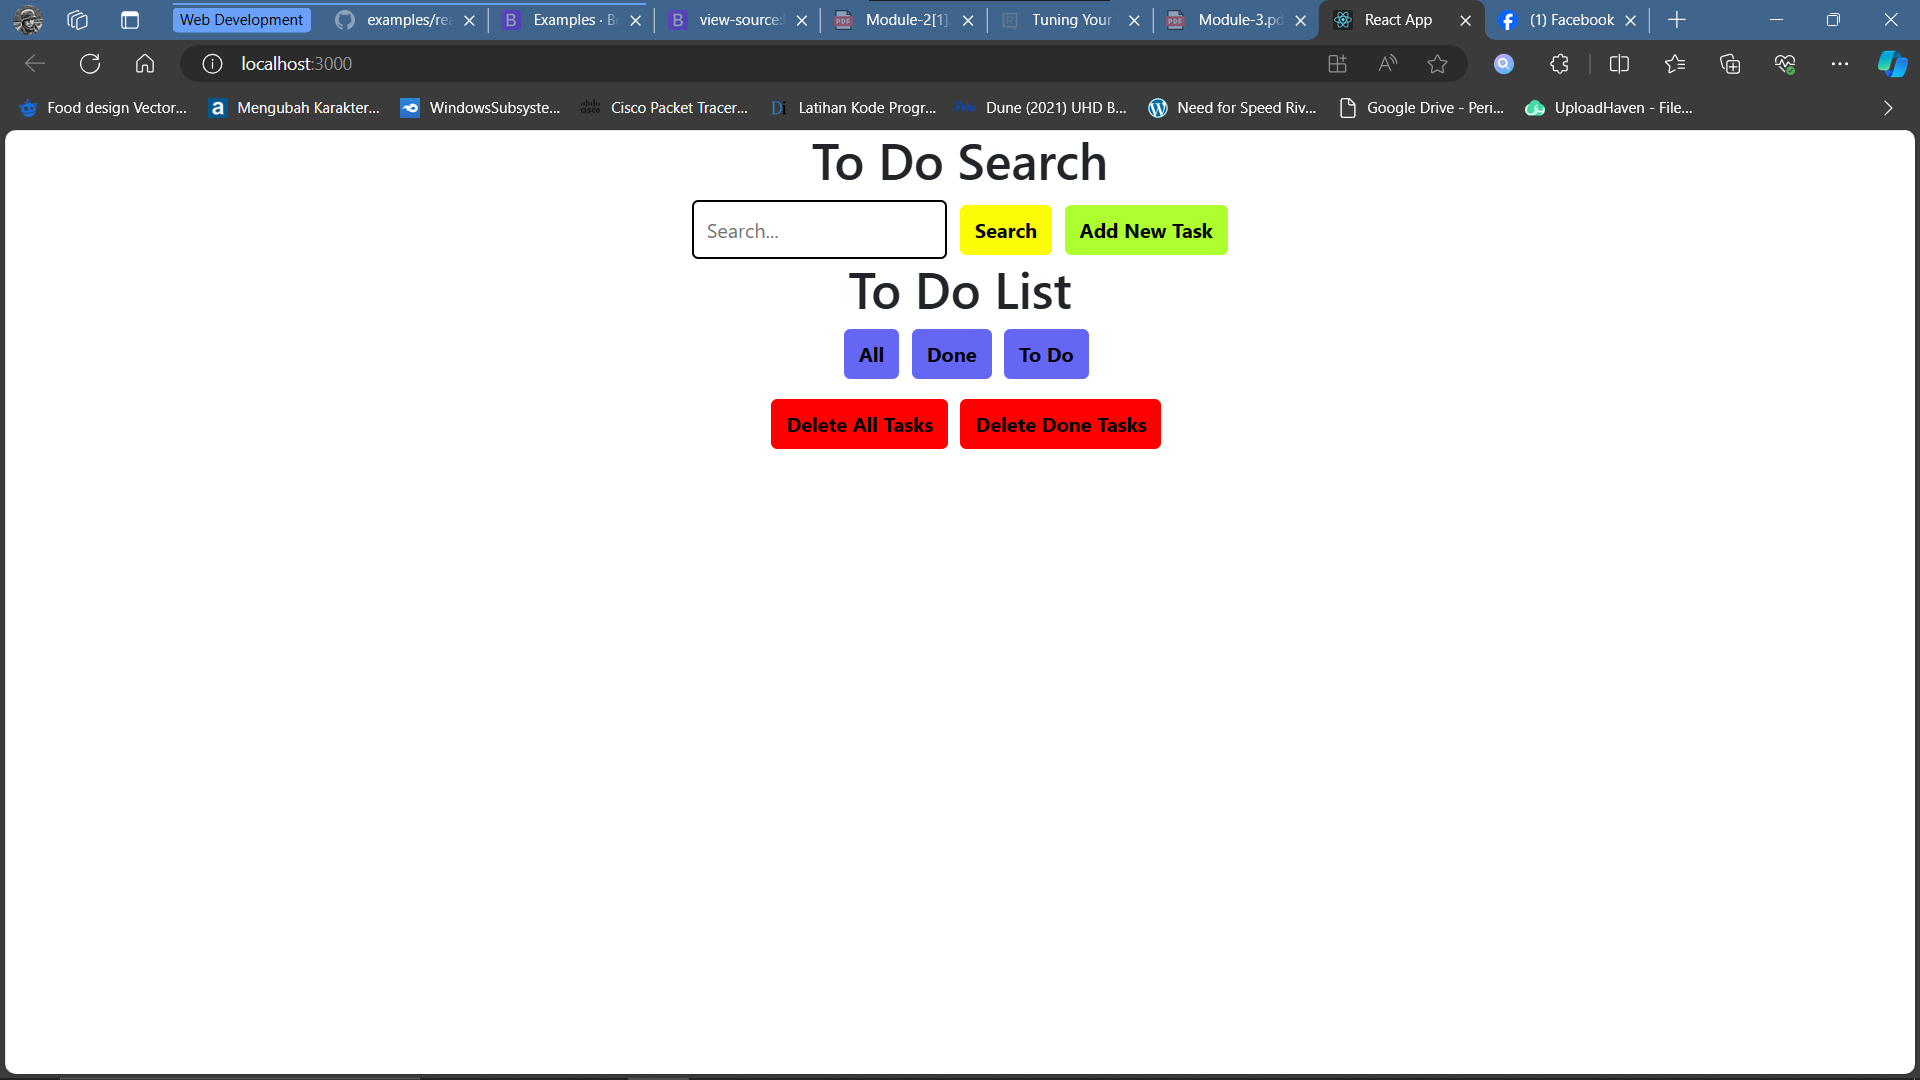 Web Development
examples/rea
Examples · Bo
view-source:
Module-2[1].
Tuning Your
Module-3.pd
React App
(1) Facebook
localhost:3000
Food design Vector...
Mengubah Karakter...
WindowsSubsyste...
Cisco Packet Tracer...
Latihan Kode Progr...
Dune (2021) UHD B...
Need for Speed Riv...
Google Drive - Peri...
UploadHaven - File...
To Do Search
Search...
Search
Add New Task
To Do List
All
Done
To Do
Delete All Tasks
Delete Done Tasks